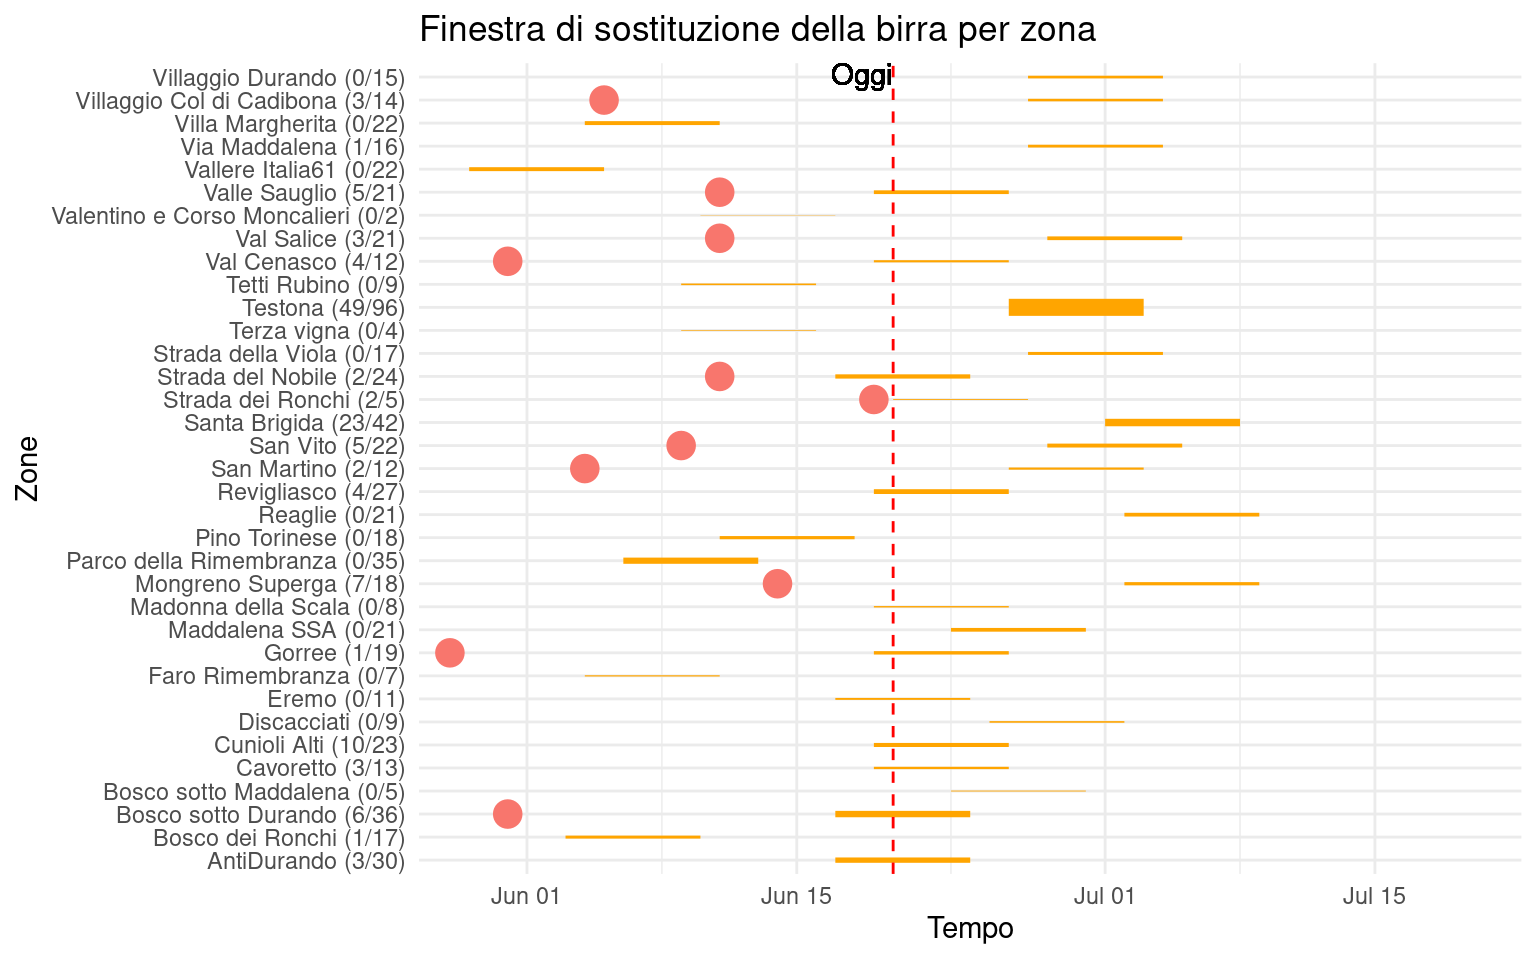 Finestra di sostituzione della birra per zona
Oggi
Villaggio Durando (0/15)
Villaggio Col di Cadibona (3/14)
Villa Margherita (0/22)
Via Maddalena (1/16)
Vallere Italia61 (0/22)
Valle Sauglio (5/21)
Valentino e Corso Moncalieri (0/2)
Val Salice (3/21)
Val Cenasco (4/12)
Tetti Rubino (0/9)
Testona (49/96)
Terza vigna (0/4)
Strada della Viola (0/17)
Strada del Nobile (2/24)
Strada dei Ronchi (2/5)
Santa Brigida (23/42)
San Vito (5/22)
San Martino (2/12)
Revigliasco (4/27)
Reaglie (0/21)
Pino Torinese (0/18)
Parco della Rimembranza (0/35)
Mongreno Superga (7/18)
Madonna della Scala (0/8)
Maddalena SSA (0/21)
Gorree (1/19)
Faro Rimembranza (0/7)
Eremo (0/11)
Discacciati (0/9)
Cunioli Alti (10/23)
Cavoretto (3/13)
Bosco sotto Maddalena (0/5)
Bosco sotto Durando (6/36)
Bosco dei Ronchi (1/17)
AntiDurando (3/30)
Zone
Jun 01 Jun 15 Jul 01 Jul 15
Tempo